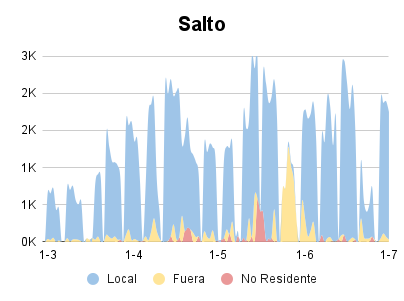 Salto
3K
2K
2K
1K
1K
0K
1-3 1-4 1-5 1-6 1-7
Local Fuera No Residente